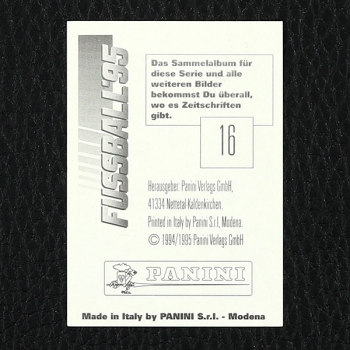 FUSSBALL'95
Das Sammelalbum für
diese Serie und alle
weiteren Bilder
bekommst Du überall,
wo es Zeitschriften
gibt.
16
Herausgeber: Panini Verlags GmbH,
41334 Nettetal-Kaldenkirchen.
Printed in Italy by Panini S.r.l., Modena.
© 1994/1995 Panini Verlags GmbH
PANINI
Made in Italy by PANINI S.r.l. - Modena